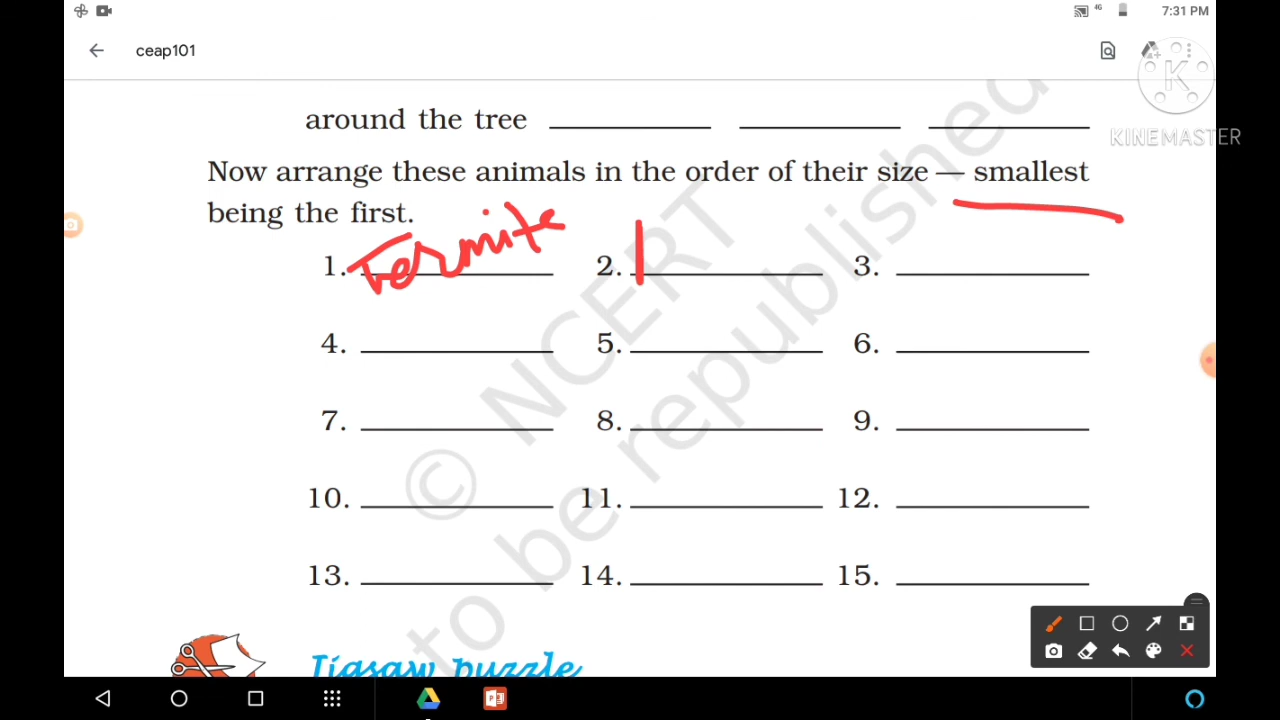 7:31 PM
4G
ceap101
K
KINEMASTER
around the tree
Now arrange these animals in the order of their size — smallest
being the first.
1. Termite 2. 3.
4. 5. 6.
7. 8. 9.
10. 11. 12.
13. 14. 15.
© NCERT
to be republished
Jigsaw puzzle